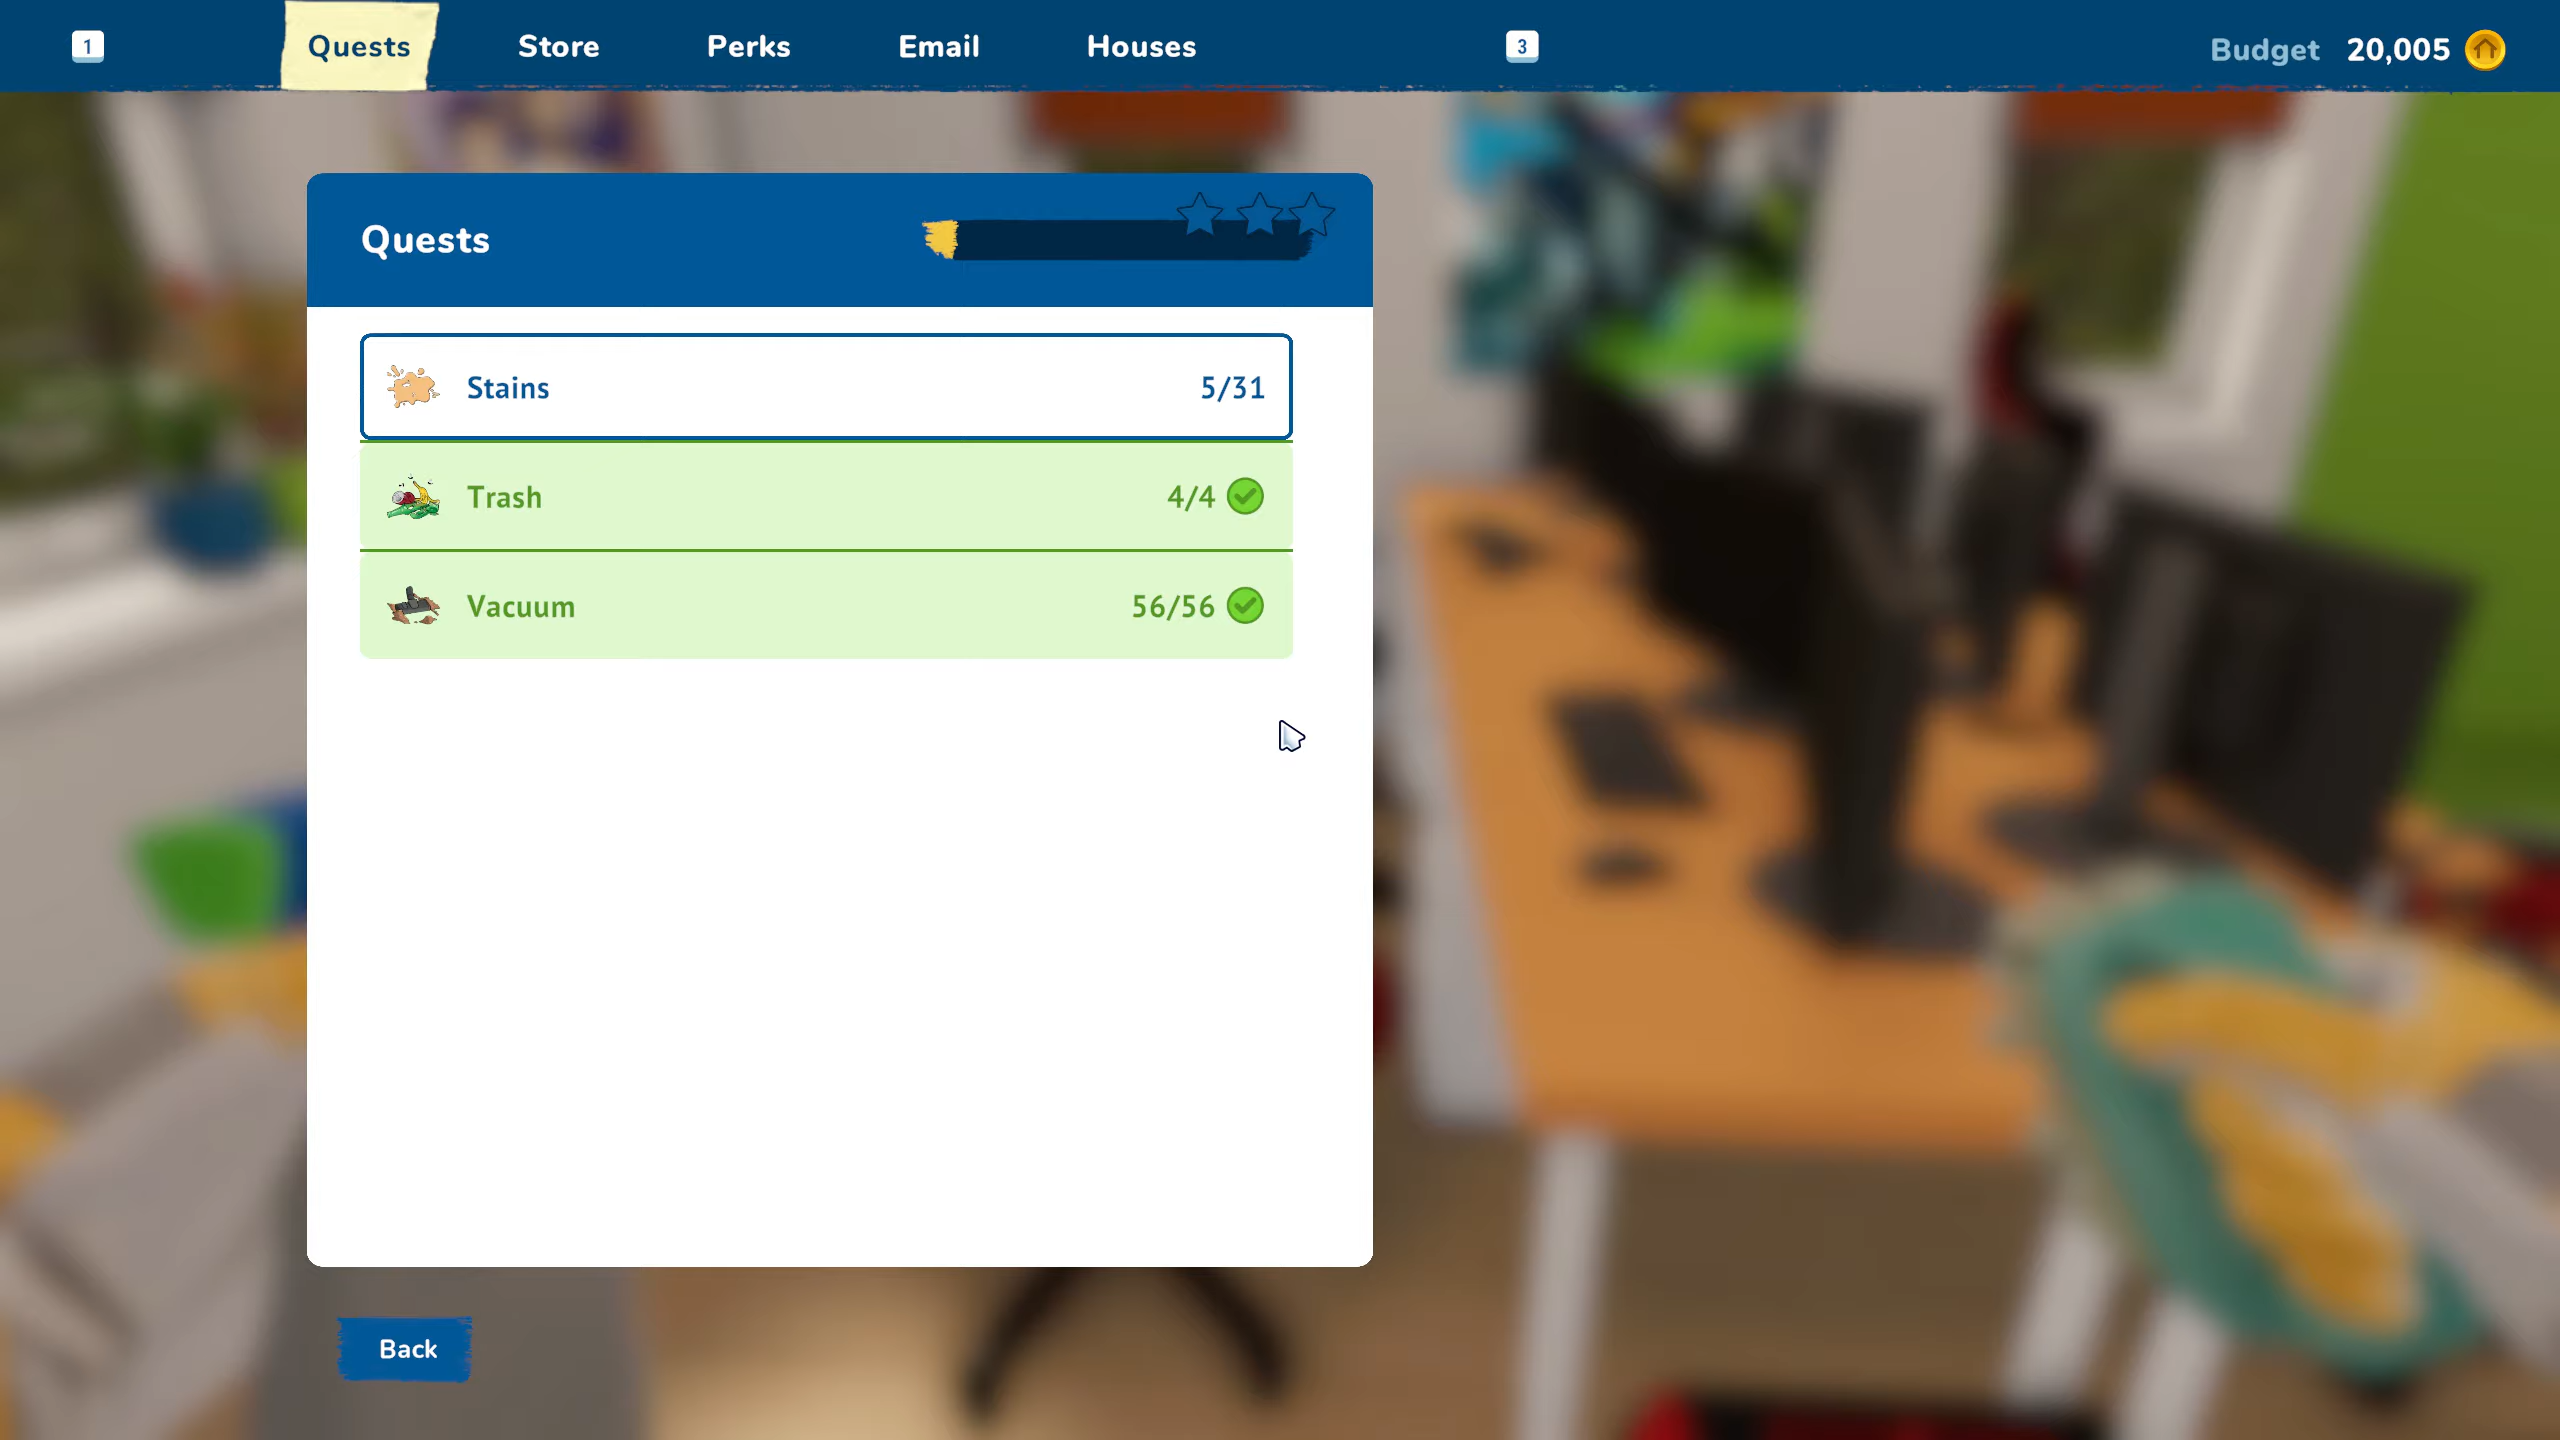 1
Quests
Store
Perks
Email
Houses
3
Budget 20,005
Quests
Stains 5/31
Trash 4/4
Vacuum 56/56
Back